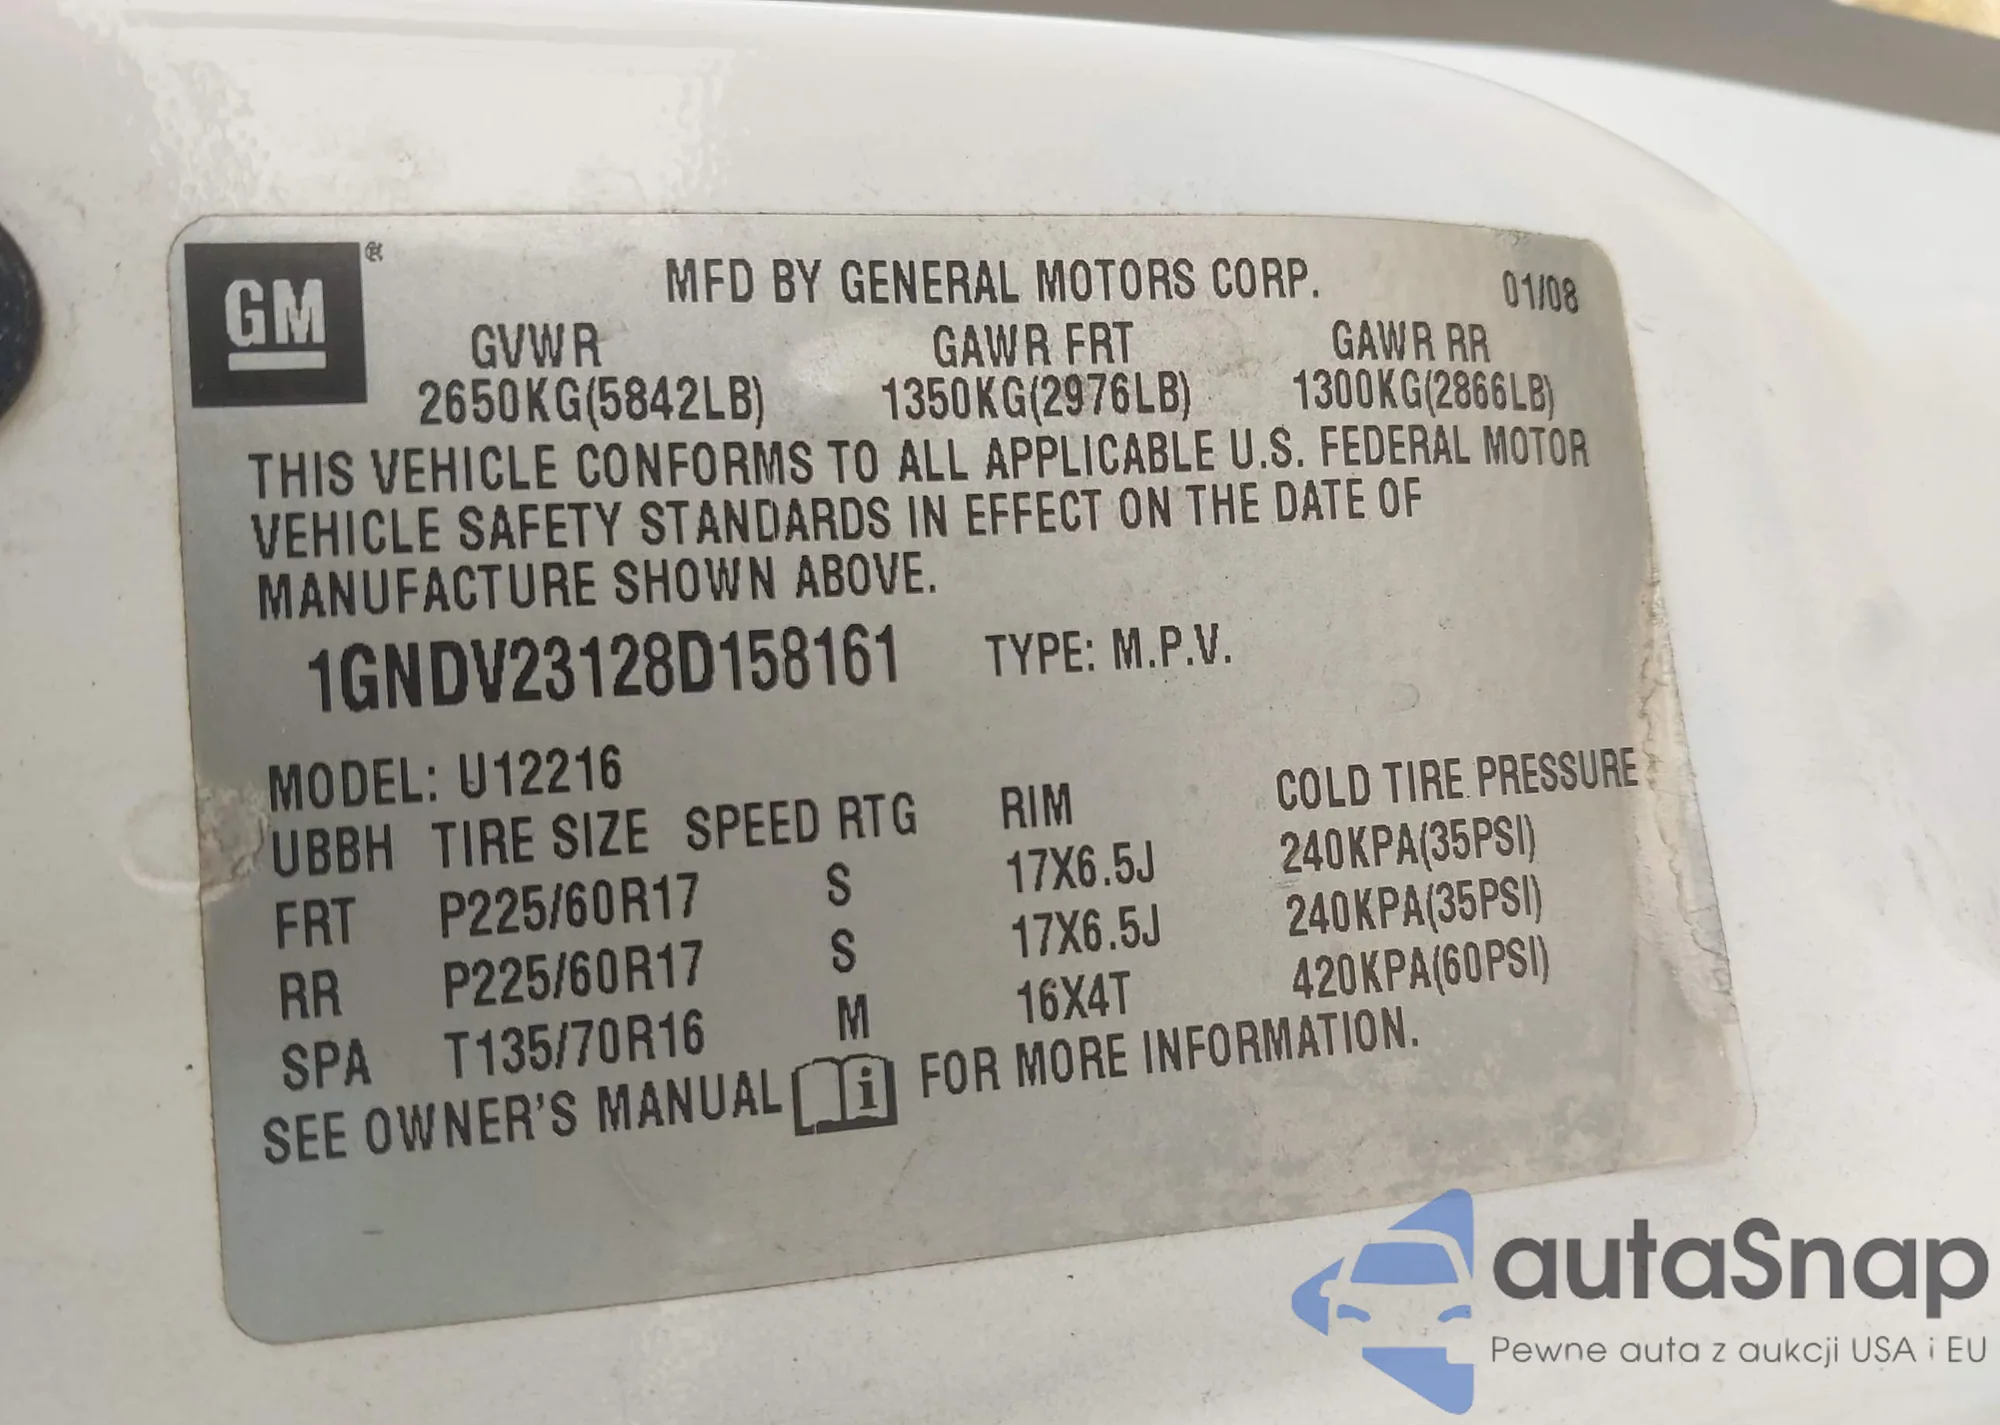 GM ®
MFD BY GENERAL MOTORS CORP. 01/08
GVWR GAWR FRT GAWR RR
2650KG(5842LB) 1350KG(2976LB) 1300KG(2866LB)
THIS VEHICLE CONFORMS TO ALL APPLICABLE U.S. FEDERAL MOTOR
VEHICLE SAFETY STANDARDS IN EFFECT ON THE DATE OF
MANUFACTURE SHOWN ABOVE.
1GNDV23128D158161 TYPE: M.P.V.
MODEL: U12216
UBBH TIRE SIZE SPEED RTG RIM COLD TIRE PRESSURE
FRT P225/60R17 S 17X6.5J 240KPA(35PSI)
RR P225/60R17 S 17X6.5J 240KPA(35PSI)
SPA T135/70R16 M 16X4T 420KPA(60PSI)
SEE OWNER'S MANUAL i FOR MORE INFORMATION.
autaSnap
Pewne auta z aukcji USA i EU